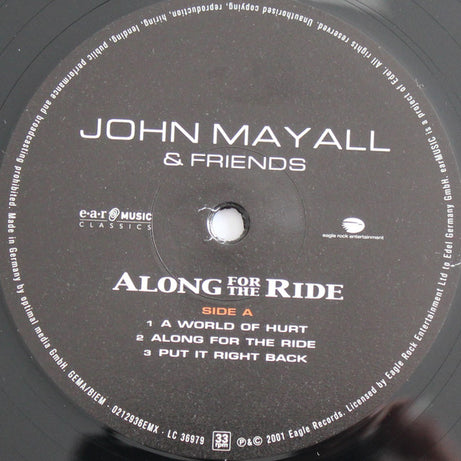 JOHN MAYALL
& FRIENDS
e·a·r MUSIC
CLASSICS
eagle rock entertainment
ALONG FOR THE RIDE
SIDE A
1 A WORLD OF HURT
2 ALONG FOR THE RIDE
3 PUT IT RIGHT BACK
33 rpm
℗&© 2001 Eagle Records. Licensed by Eagle Rock Entertainment Ltd to Edel Germany GmbH. earMUSIC is a project of Edel. All rights reserved. Unauthorised copying, reproduction, hiring, lending, public performance and broadcasting prohibited. Made in Germany by optimal media GmbH. GEMA/BIEM · 0212936EMX · LC 36979